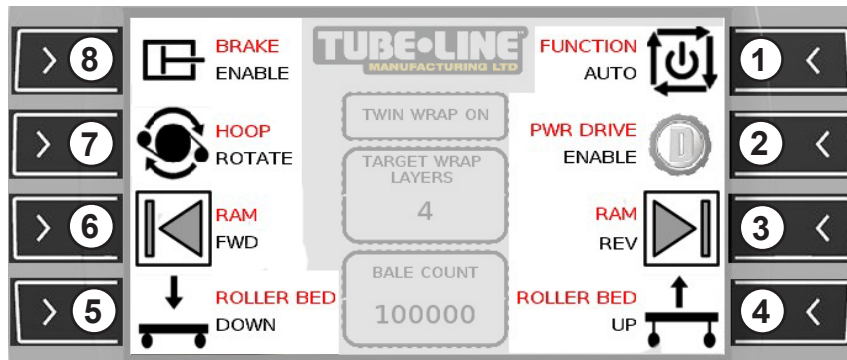 8
BRAKE
ENABLE
TUBE•LINE
MANUFACTURING LTD
FUNCTION
AUTO
1
7
HOOP
ROTATE
TWIN WRAP ON
PWR DRIVE
ENABLE
D
2
6
RAM
FWD
TARGET WRAP
LAYERS
4
RAM
REV
3
5
ROLLER BED
DOWN
BALE COUNT
100000
ROLLER BED
UP
4